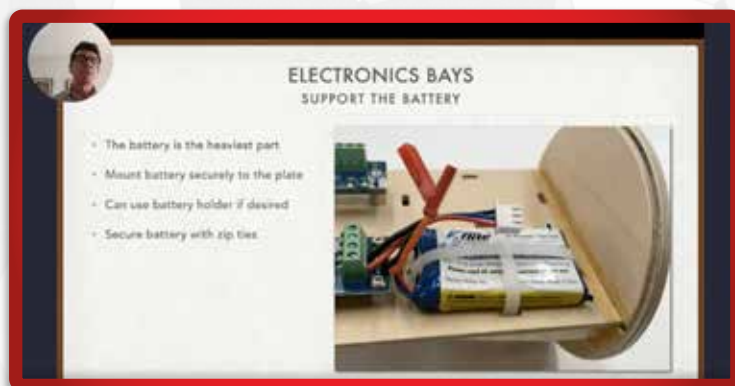 ELECTRONICS BAYS
SUPPORT THE BATTERY
• The battery is the heaviest part
• Mount battery securely to the plate
• Can use battery holder if desired
• Secure battery with zip ties